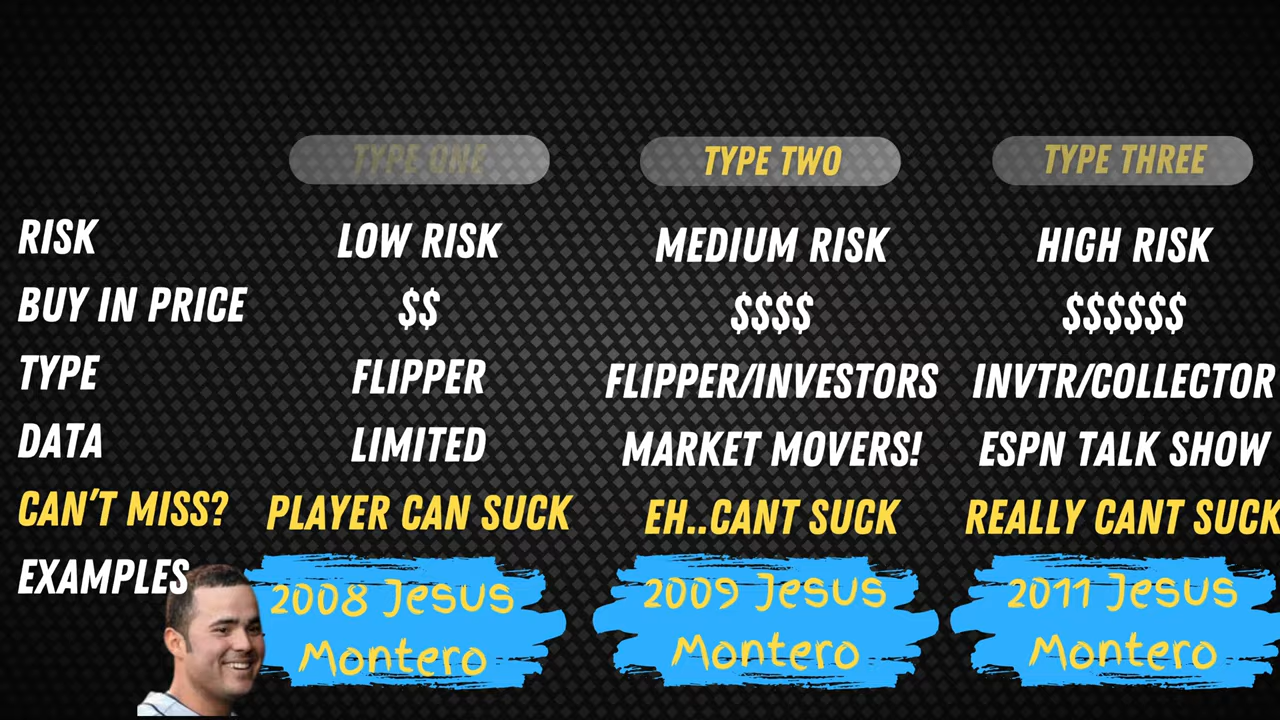 TYPE ONE TYPE TWO TYPE THREE
RISK LOW RISK MEDIUM RISK HIGH RISK
BUY IN PRICE $$ $$$$ $$$$$$
TYPE FLIPPER FLIPPER/INVESTORS INVTR/COLLECTOR
DATA LIMITED MARKET MOVERS! ESPN TALK SHOW
CAN'T MISS? PLAYER CAN SUCK EH..CANT SUCK REALLY CANT SUCK
EXAMPLES 2008 Jesus 2009 Jesus 2011 Jesus
Montero Montero Montero